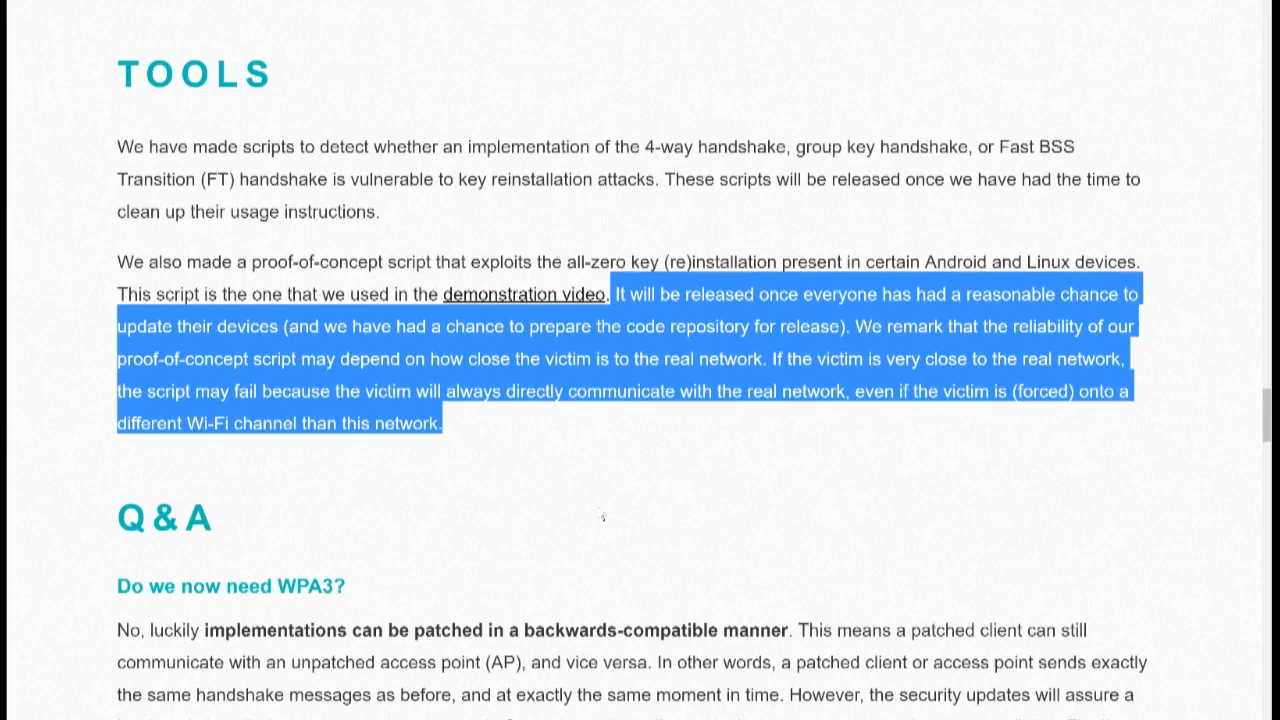 TOOLS
We have made scripts to detect whether an implementation of the 4-way handshake, group key handshake, or Fast BSS
Transition (FT) handshake is vulnerable to key reinstallation attacks. These scripts will be released once we have had the time to
clean up their usage instructions.
We also made a proof-of-concept script that exploits the all-zero key (re)installation present in certain Android and Linux devices.
This script is the one that we used in the demonstration video. It will be released once everyone has had a reasonable chance to
update their devices (and we have had a chance to prepare the code repository for release). We remark that the reliability of our
proof-of-concept script may depend on how close the victim is to the real network. If the victim is very close to the real network,
the script may fail because the victim will always directly communicate with the real network, even if the victim is (forced) onto a
different Wi-Fi channel than this network.
Q&A
Do we now need WPA3?
No, luckily implementations can be patched in a backwards-compatible manner. This means a patched client can still
communicate with an unpatched access point (AP), and vice versa. In other words, a patched client or access point sends exactly
the same handshake messages as before, and at exactly the same moment in time. However, the security updates will assure a